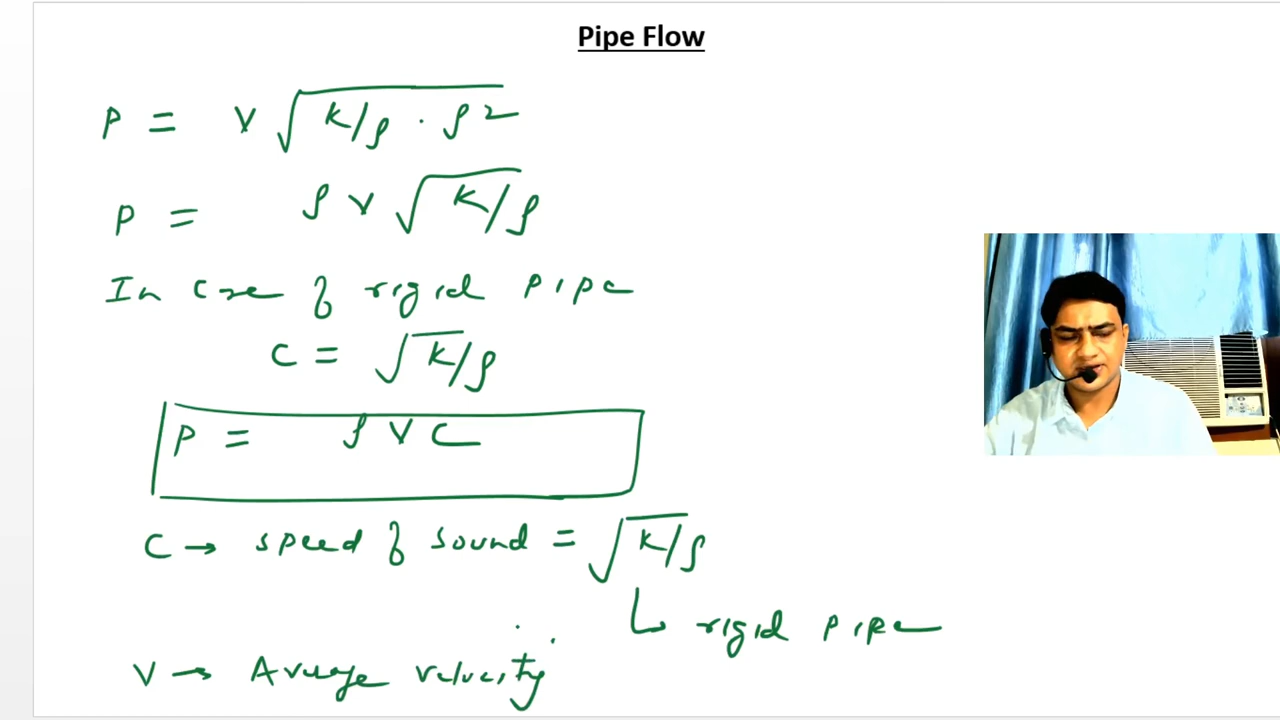 Pipe Flow
P = V √(K/ρ · ρ²)
P = ρ V √(K/ρ)
In case of rigid pipe
C = √(K/ρ)
P = ρ V C
C → speed of sound = √(K/ρ)
↳ rigid pipe
V → Average velocity